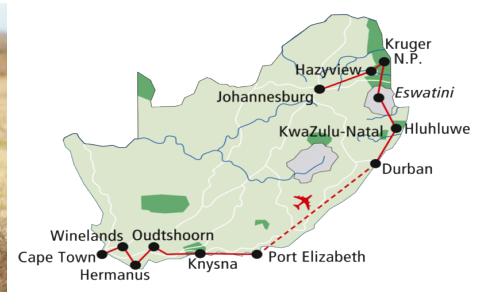 Kruger
N.P.
Hazyview
Eswatini
Johannesburg
KwaZulu-Natal
Hluhluwe
Durban
Winelands
Oudtshoorn
Cape Town
Hermanus
Knysna
Port Elizabeth